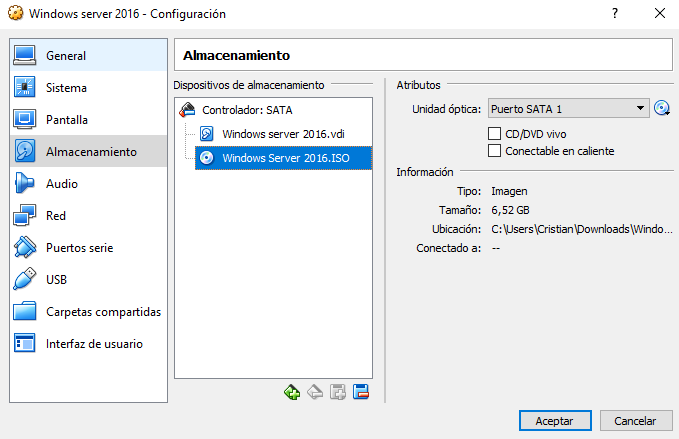 Windows server 2016 - Configuración
? ×
General
Sistema
Pantalla
Almacenamiento
Audio
Red
Puertos serie
USB
Carpetas compartidas
Interfaz de usuario
Almacenamiento
Dispositivos de almacenamiento
Controlador: SATA
Windows server 2016.vdi
Windows Server 2016.ISO
Atributos
Unidad óptica: Puerto SATA 1
CD/DVD vivo
Conectable en caliente
Información
Tipo: Imagen
Tamaño: 6,52 GB
Ubicación: C:\Users\Cristian\Downloads\Windo...
Conectado a: --
Aceptar Cancelar